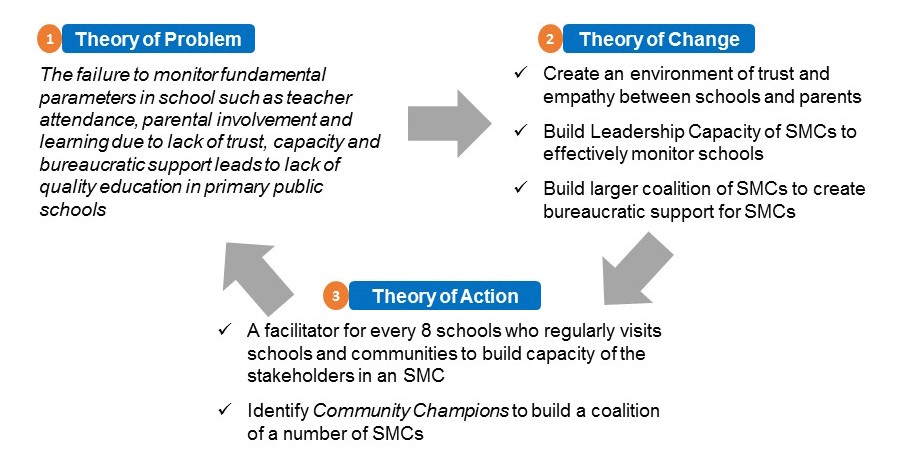 1 Theory of Problem
The failure to monitor fundamental
parameters in school such as teacher
attendance, parental involvement and
learning due to lack of trust, capacity and
bureaucratic support leads to lack of
quality education in primary public
schools
2 Theory of Change
✓ Create an environment of trust and
empathy between schools and parents
✓ Build Leadership Capacity of SMCs to
effectively monitor schools
✓ Build larger coalition of SMCs to create
bureaucratic support for SMCs
3 Theory of Action
✓ A facilitator for every 8 schools who regularly visits
schools and communities to build capacity of the
stakeholders in an SMC
✓ Identify Community Champions to build a coalition
of a number of SMCs